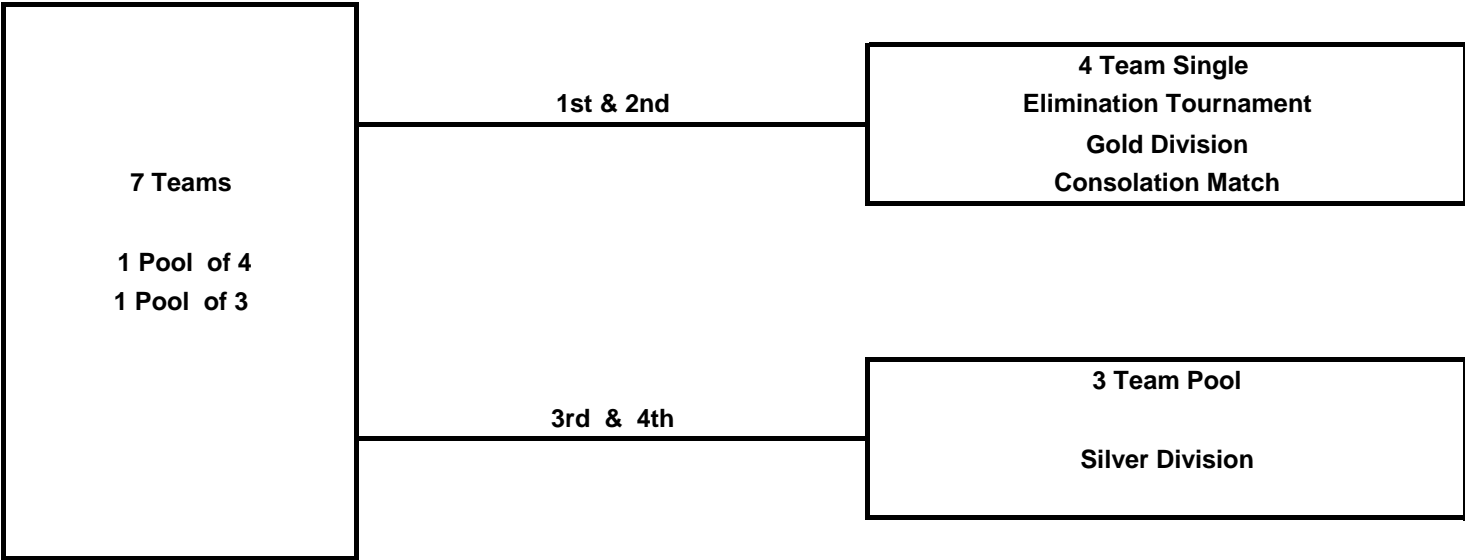 7 Teams
1 Pool of 4
1 Pool of 3
1st & 2nd
4 Team Single
Elimination Tournament
Gold Division
Consolation Match
3rd & 4th
3 Team Pool
Silver Division